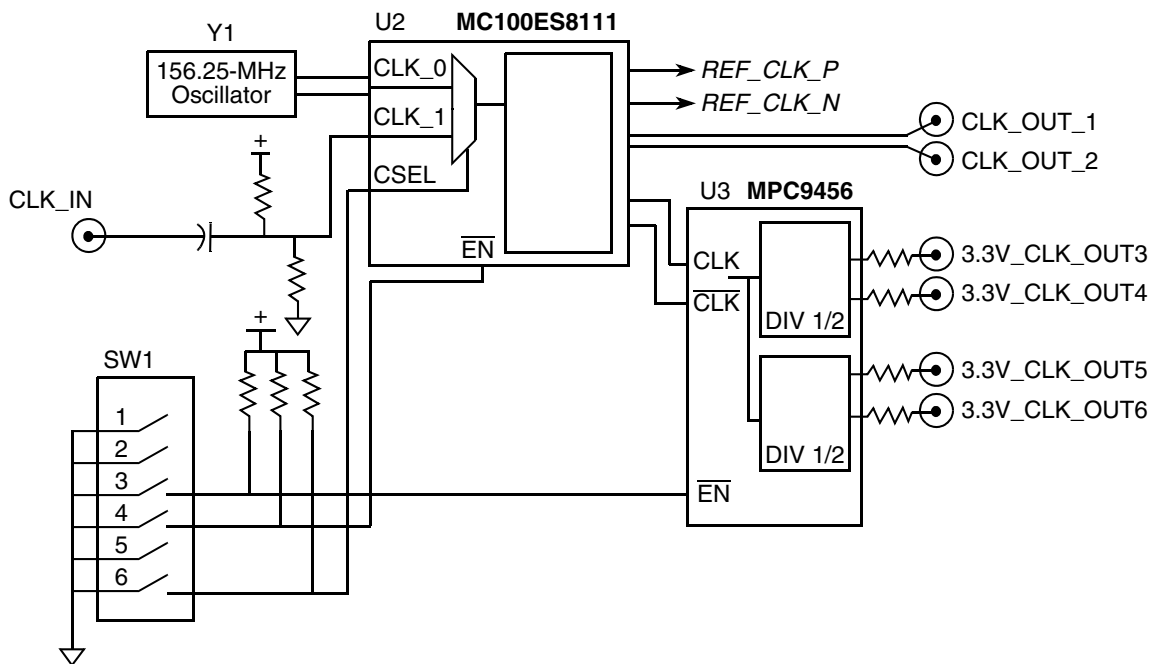 U2 MC100ES8111
Y1
156.25-MHz
Oscillator
CLK_0
CLK_1
CSEL
EN
REF_CLK_P
REF_CLK_N
CLK_OUT_1
CLK_OUT_2
+
CLK_IN
U3 MPC9456
CLK
CLK
DIV 1/2
DIV 1/2
EN
3.3V_CLK_OUT3
3.3V_CLK_OUT4
3.3V_CLK_OUT5
3.3V_CLK_OUT6
+
SW1
1
2
3
4
5
6